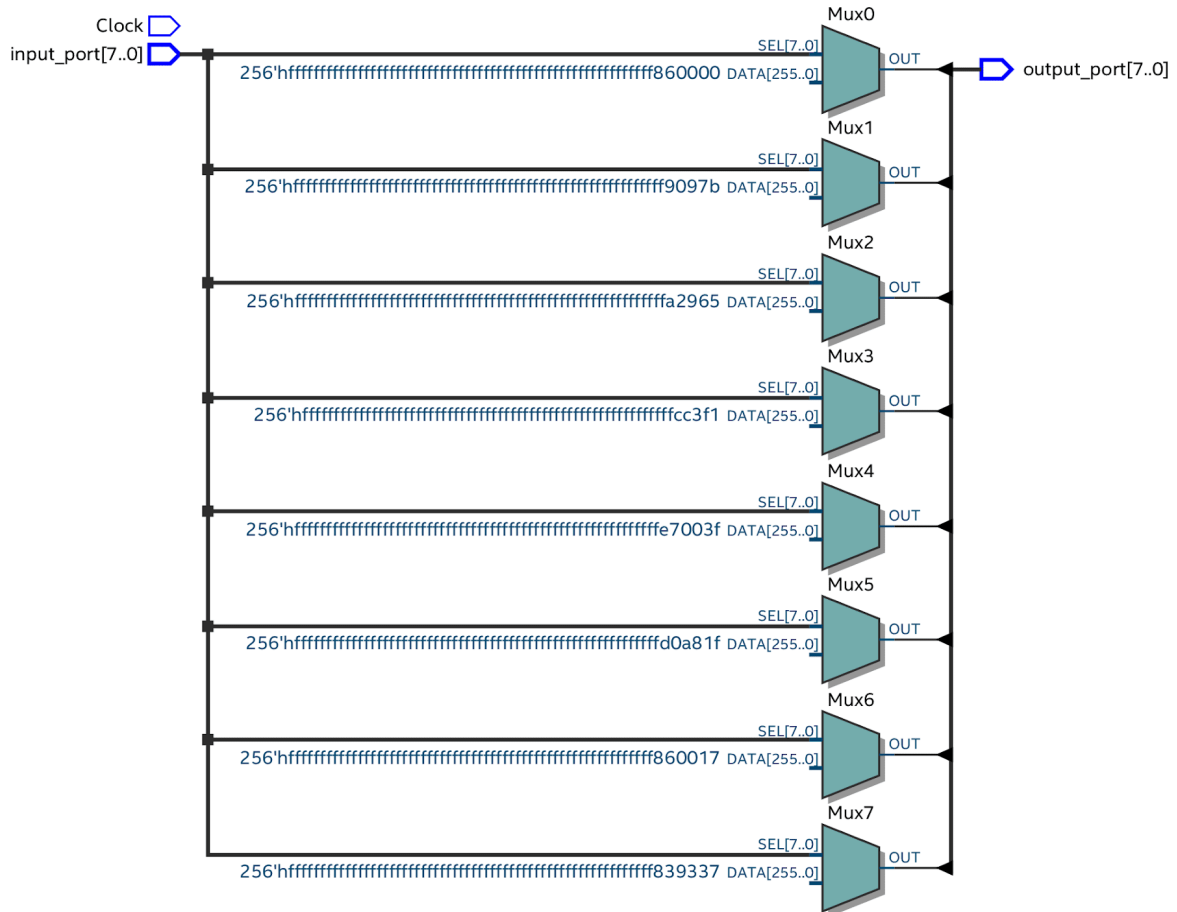 Mux0
Clock
SEL[7..0]
input_port[7..0]
OUT
output_port[7..0]
256'hffffffffffffffffffffffffffffffffffffffffffffffffffffffffff860000 DATA[255..0]
Mux1
SEL[7..0]
OUT
256'hfffffffffffffffffffffffffffffffffffffffffffffffffffffffffff9097b DATA[255..0]
Mux2
SEL[7..0]
OUT
256'hfffffffffffffffffffffffffffffffffffffffffffffffffffffffffffa2965 DATA[255..0]
Mux3
SEL[7..0]
OUT
256'hfffffffffffffffffffffffffffffffffffffffffffffffffffffffffffcc3f1 DATA[255..0]
Mux4
SEL[7..0]
OUT
256'hffffffffffffffffffffffffffffffffffffffffffffffffffffffffffe7003f DATA[255..0]
Mux5
SEL[7..0]
OUT
256'hffffffffffffffffffffffffffffffffffffffffffffffffffffffffffd0a81f DATA[255..0]
Mux6
SEL[7..0]
OUT
256'hffffffffffffffffffffffffffffffffffffffffffffffffffffffffff860017 DATA[255..0]
Mux7
SEL[7..0]
OUT
256'hffffffffffffffffffffffffffffffffffffffffffffffffffffffffff839337 DATA[255..0]